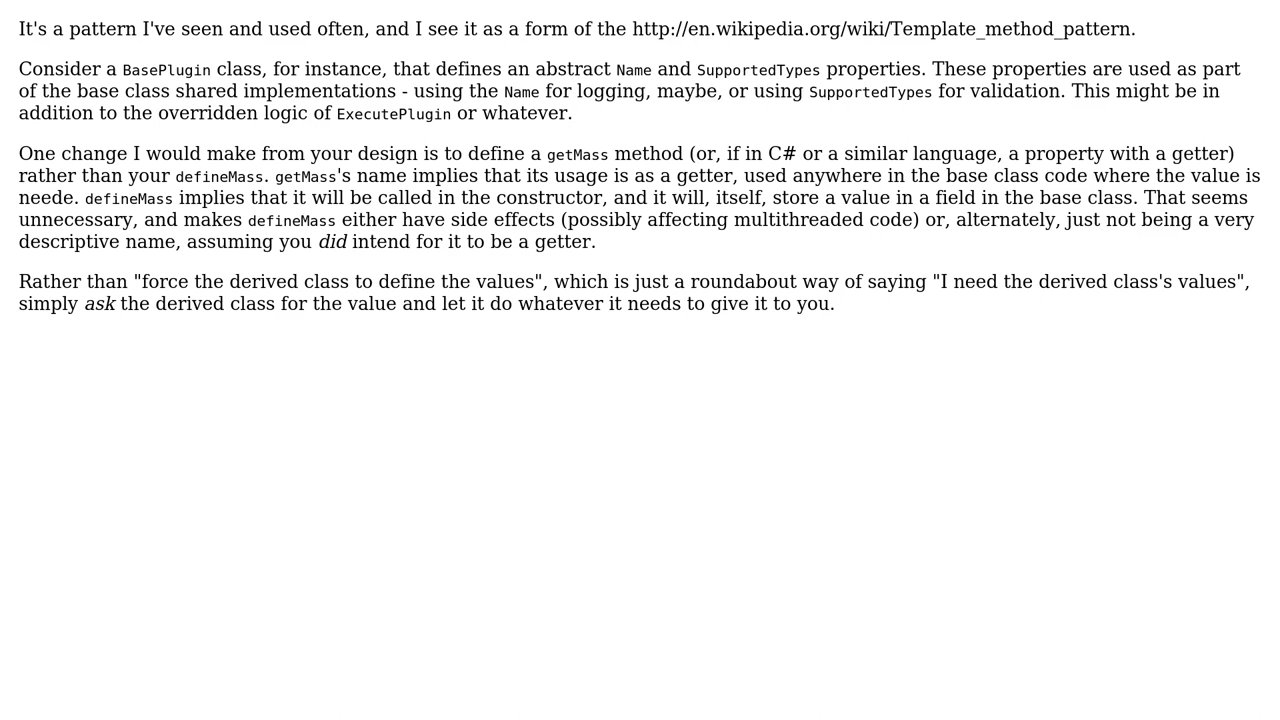 It's a pattern I've seen and used often, and I see it as a form of the http://en.wikipedia.org/wiki/Template_method_pattern.
Consider a BasePlugin class, for instance, that defines an abstract Name and SupportedTypes properties. These properties are used as part
of the base class shared implementations - using the Name for logging, maybe, or using SupportedTypes for validation. This might be in
addition to the overridden logic of ExecutePlugin or whatever.
One change I would make from your design is to define a getMass method (or, if in C# or a similar language, a property with a getter)
rather than your defineMass. getMass's name implies that its usage is as a getter, used anywhere in the base class code where the value is
neede. defineMass implies that it will be called in the constructor, and it will, itself, store a value in a field in the base class. That seems
unnecessary, and makes defineMass either have side effects (possibly affecting multithreaded code) or, alternately, just not being a very
descriptive name, assuming you did intend for it to be a getter.
Rather than "force the derived class to define the values", which is just a roundabout way of saying "I need the derived class's values",
simply ask the derived class for the value and let it do whatever it needs to give it to you.